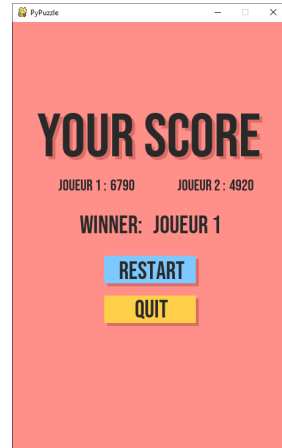 PyPuzzle
YOUR SCORE
JOUEUR 1 : 6790 JOUEUR 2 : 4920
WINNER: JOUEUR 1
RESTART
QUIT